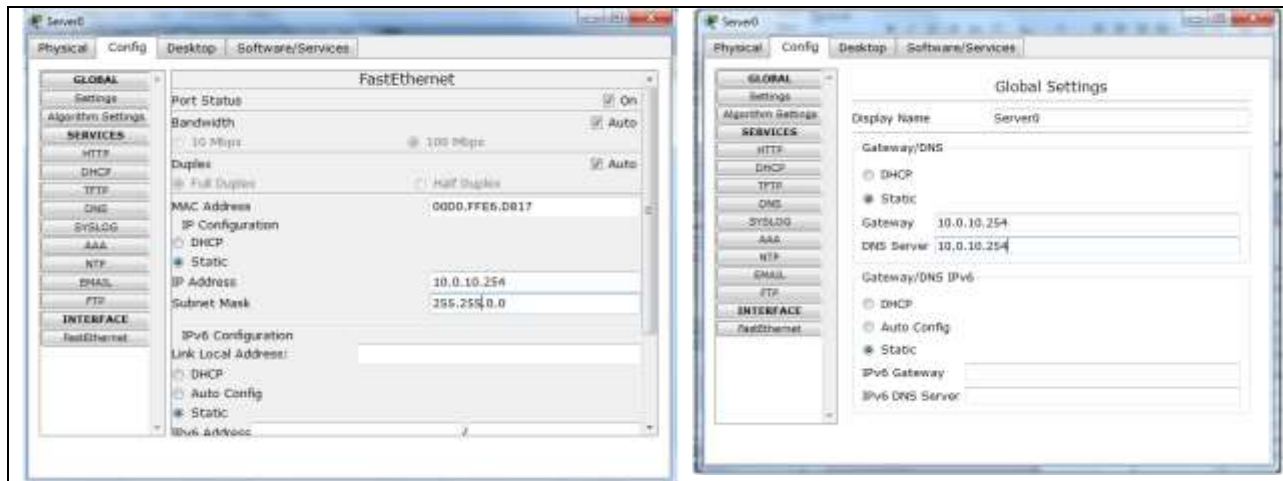 Server0
Physical Config Desktop Software/Services
GLOBAL
Settings
Algorithm Settings
SERVICES
HTTP
DHCP
TFTP
DNS
SYSLOG
AAA
NTP
EMAIL
FTP
INTERFACE
FastEthernet
FastEthernet
Port Status On
Bandwidth Auto
10 Mbps 100 Mbps
Duplex Auto
Full Duplex Half Duplex
MAC Address 00D0.FFE6.D817
IP Configuration
DHCP
Static
IP Address 10.0.10.254
Subnet Mask 255.255.0.0
IPv6 Configuration
Link Local Address:
DHCP
Auto Config
Static
IPv6 Address /
Server0
Physical Config Desktop Software/Services
GLOBAL
Settings
Algorithm Settings
SERVICES
HTTP
DHCP
TFTP
DNS
SYSLOG
AAA
NTP
EMAIL
FTP
INTERFACE
FastEthernet
Global Settings
Display Name Server0
Gateway/DNS
DHCP
Static
Gateway 10.0.10.254
DNS Server 10.0.10.254
Gateway/DNS IPv6
DHCP
Auto Config
Static
IPv6 Gateway
IPv6 DNS Server